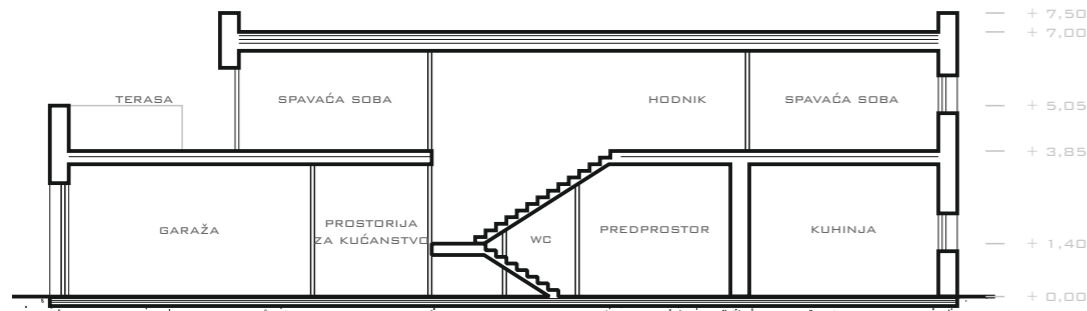 + 7,50
+ 7,00
TERASA
SPAVAĆA SOBA
HODNIK
SPAVAĆA SOBA
+ 5,05
+ 3,85
GARAŽA
PROSTORIJA
ZA KUĆANSTVO
WC
PREDPROSTOR
KUHINJA
+ 1,40
+ 0,00